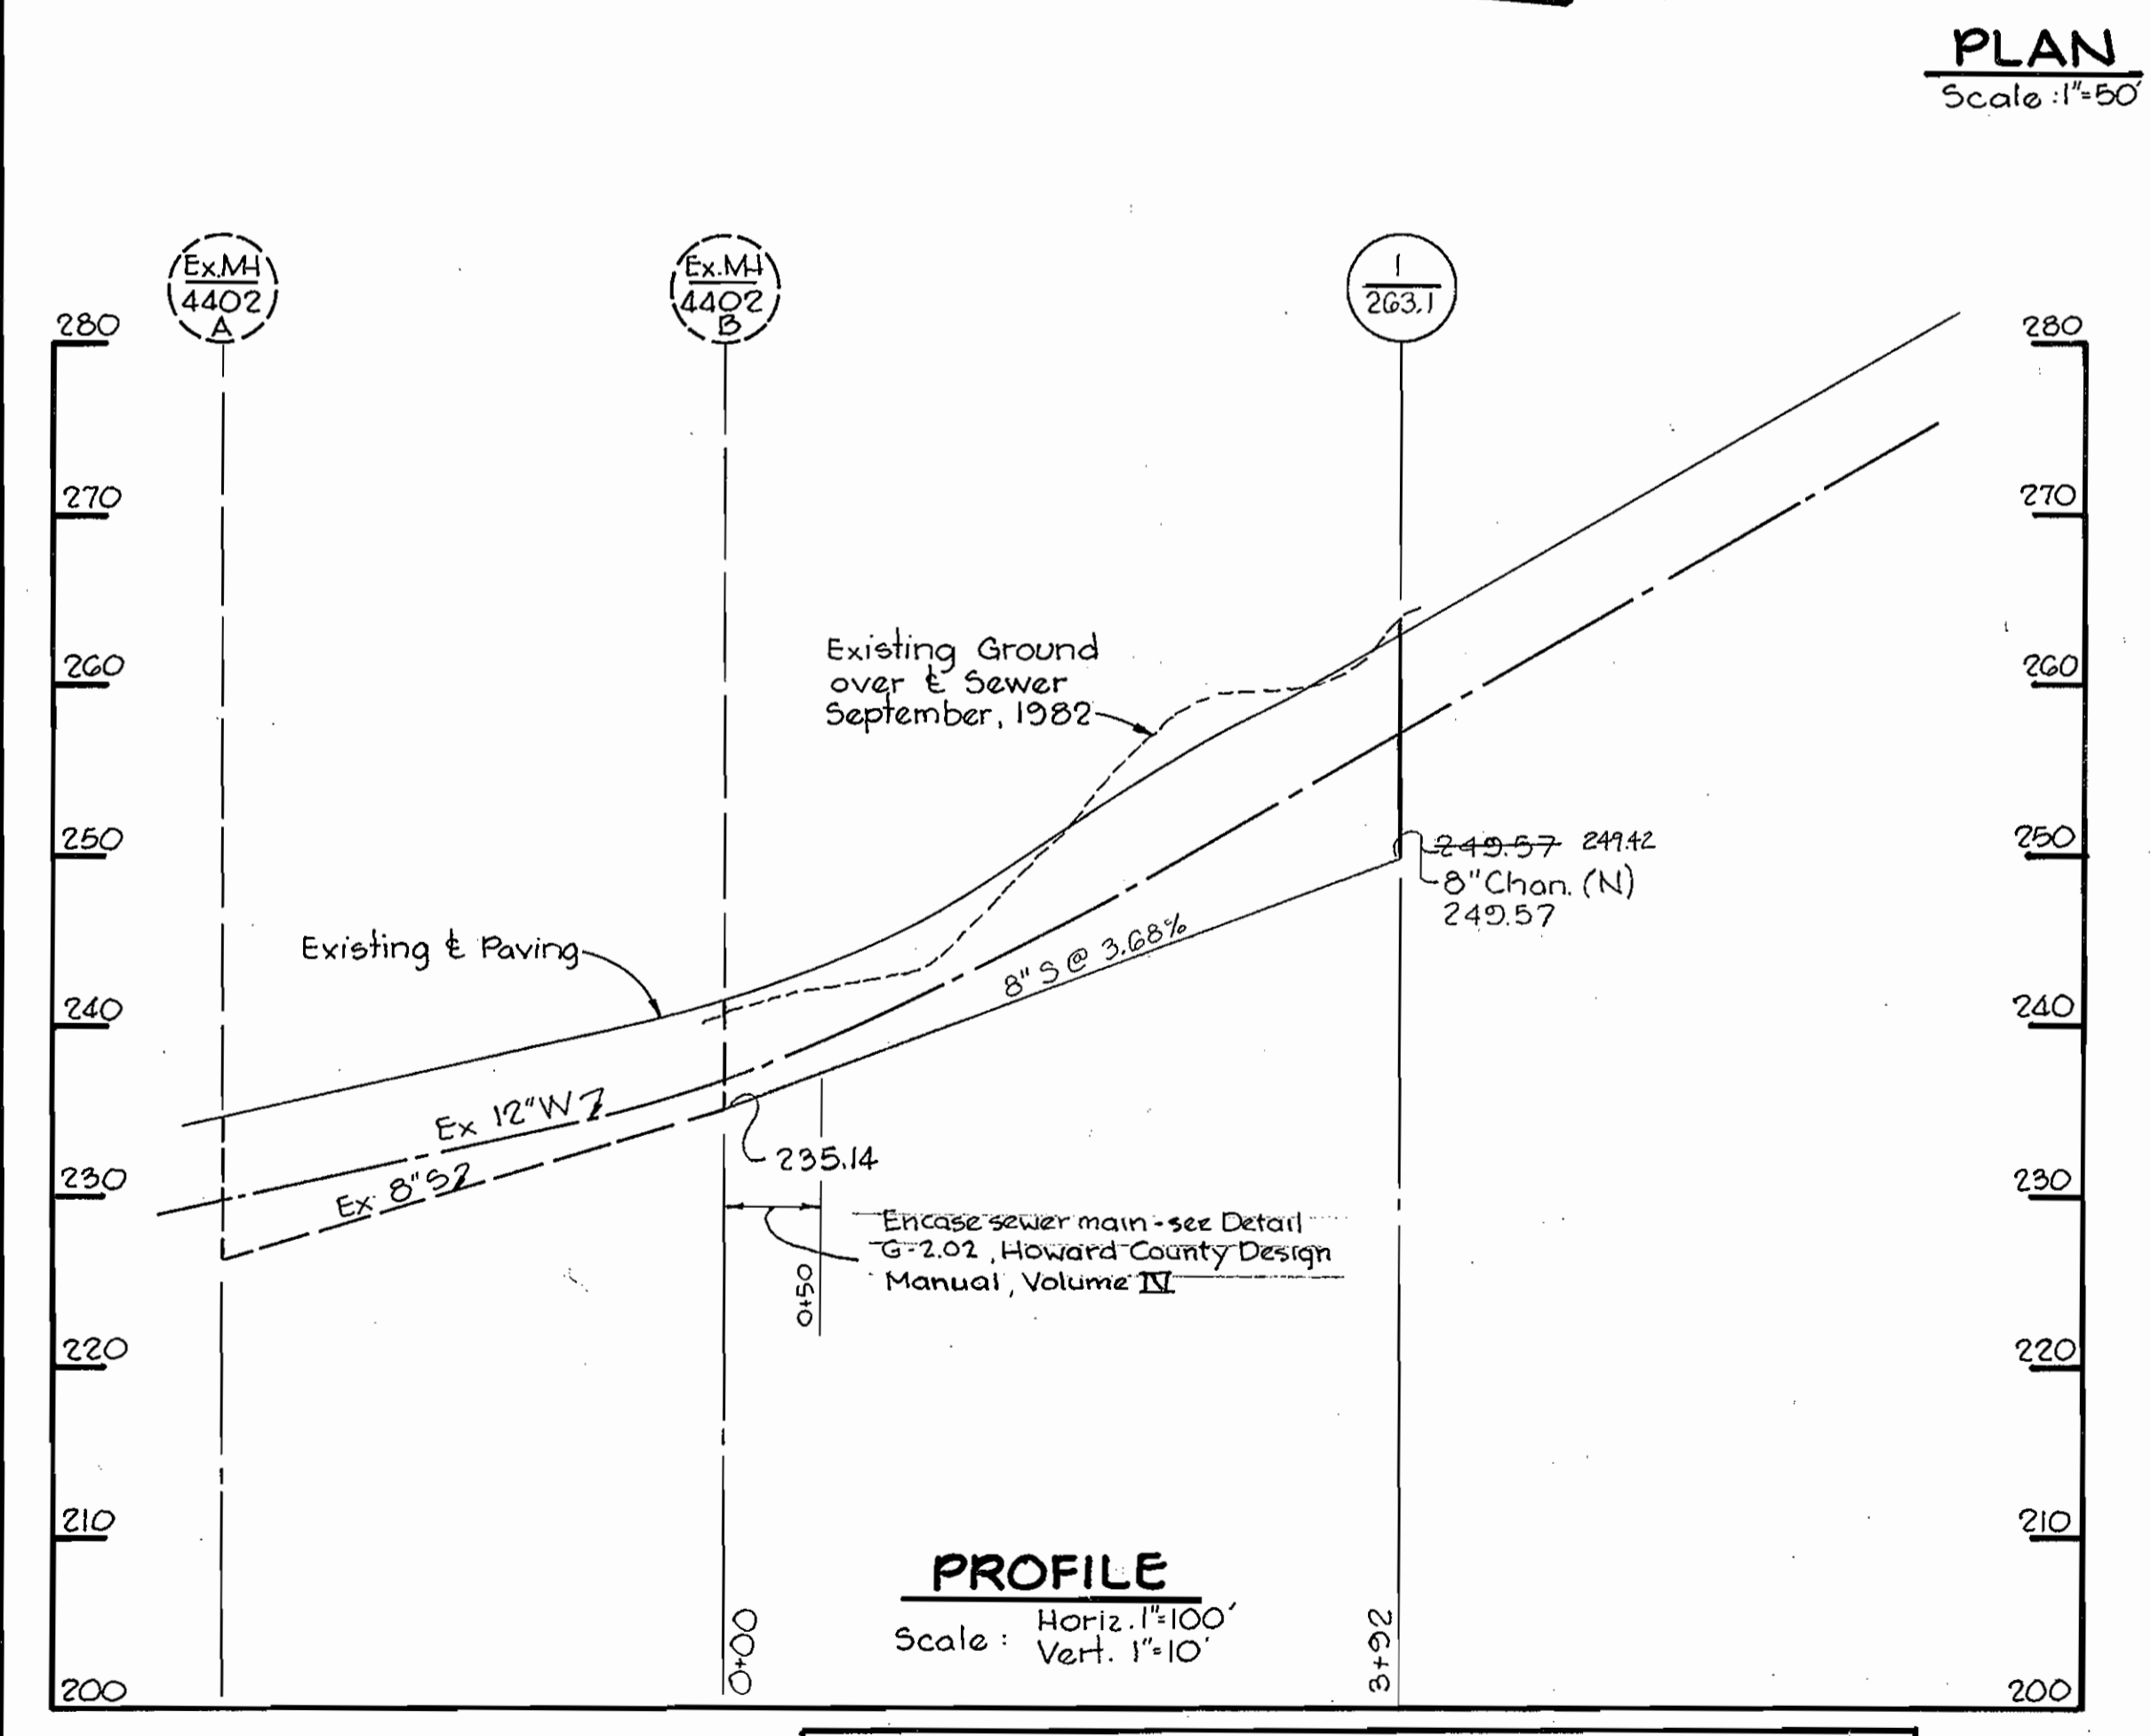 PLAN
Scale : 1"=50'
Ex. MH
4402
A
Ex. MH
4402
B
1
263.1
280
280
270
270
Existing Ground
over ℄ Sewer
September, 1982
260
260
250
249.57 249.42
250
8" Chan. (N)
249.57
Existing ℄ Paving
8" S @ 3.68%
240
240
Ex 12" W
235.14
Ex 8" S
230
230
Encase sewer main - see Detail
G-2.02, Howard County Design
Manual, Volume IV
0+50
220
220
210
210
PROFILE
Scale : Horiz. 1"=100'
Vert. 1"=10'
0+00
3+92
200
200